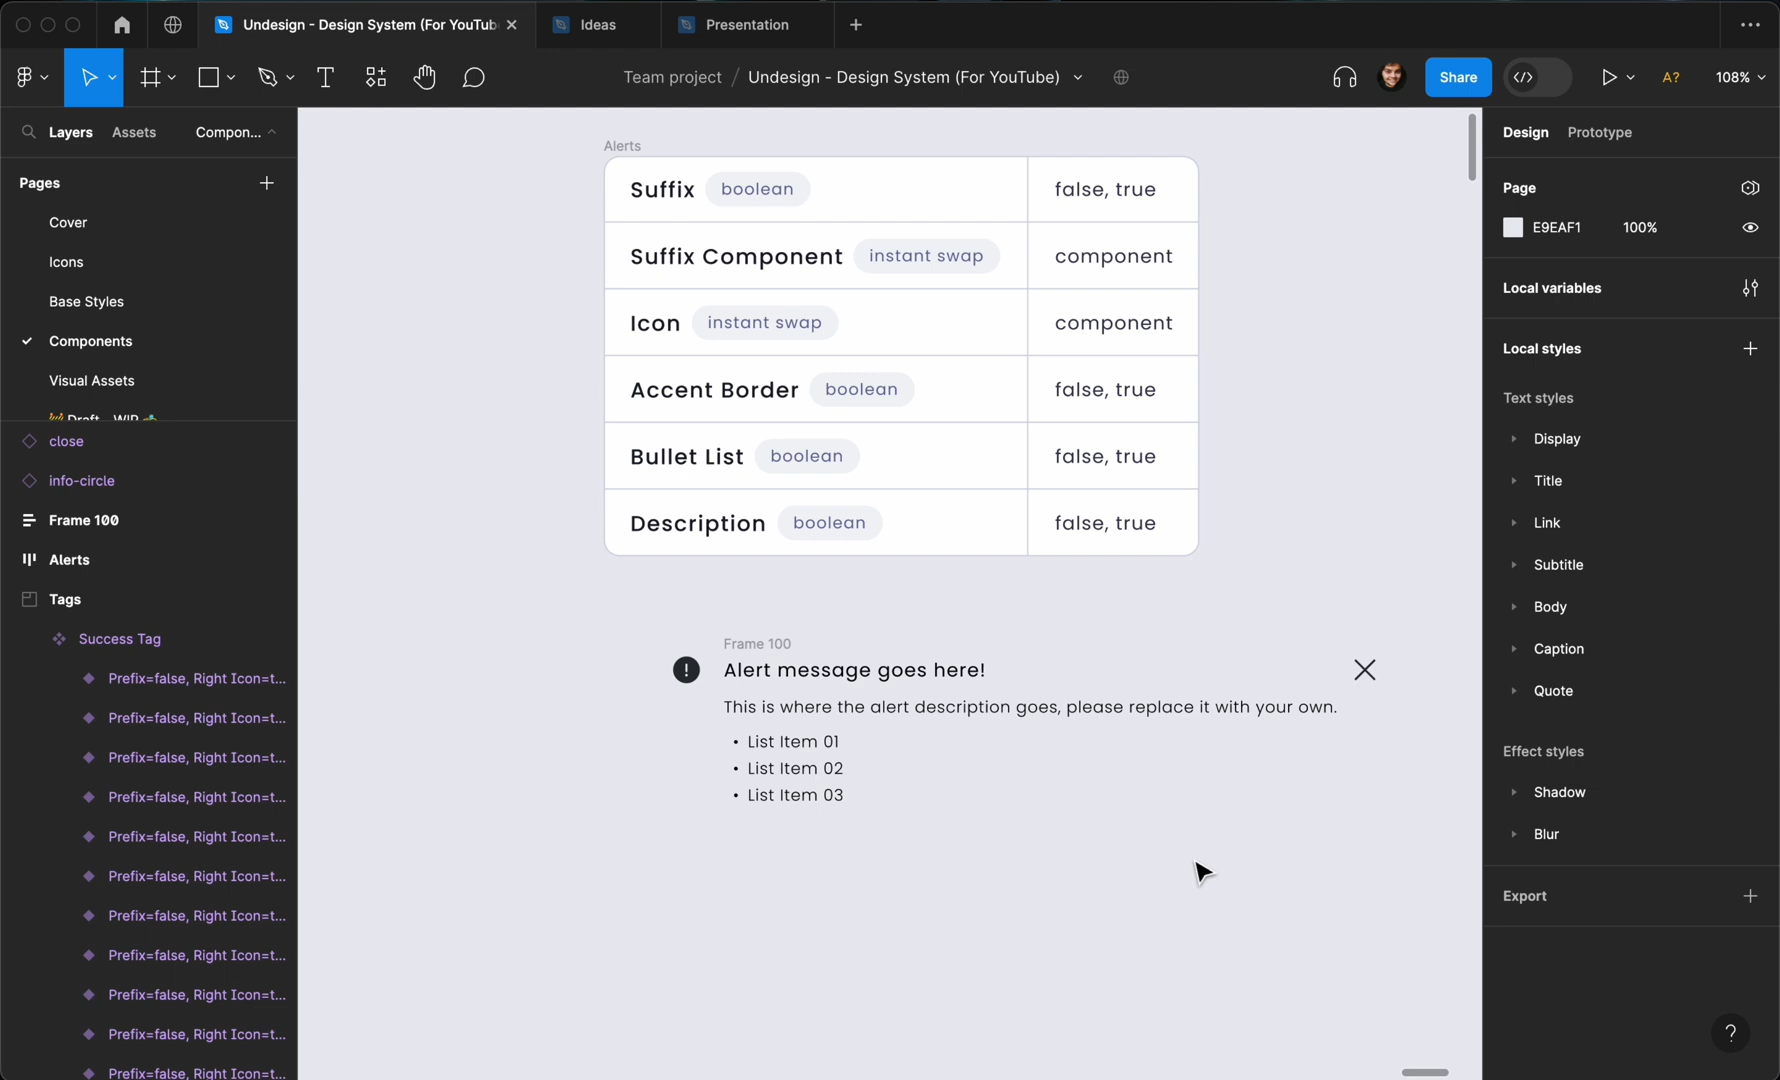 Undesign - Design System (For YouTub
Ideas
Presentation
Team project / Undesign - Design System (For YouTube)
Share
A?
108%
Layers
Assets
Compon...
Pages
Cover
Icons
Base Styles
Components
Visual Assets
Draft - WIP
close
info-circle
Frame 100
Alerts
Tags
Success Tag
Prefix=false, Right Icon=t...
Prefix=false, Right Icon=t...
Prefix=false, Right Icon=t...
Prefix=false, Right Icon=t...
Prefix=false, Right Icon=t...
Prefix=false, Right Icon=t...
Prefix=false, Right Icon=t...
Prefix=false, Right Icon=t...
Prefix=false, Right Icon=t...
Prefix=false, Right Icon=t...
Prefix=false, Right Icon=t...
Alerts
Suffix boolean false, true
Suffix Component instant swap component
Icon instant swap component
Accent Border boolean false, true
Bullet List boolean false, true
Description boolean false, true
Frame 100
Alert message goes here!
This is where the alert description goes, please replace it with your own.
• List Item 01
• List Item 02
• List Item 03
Design
Prototype
Page
E9EAF1 100%
Local variables
Local styles
Text styles
Display
Title
Link
Subtitle
Body
Caption
Quote
Effect styles
Shadow
Blur
Export
?